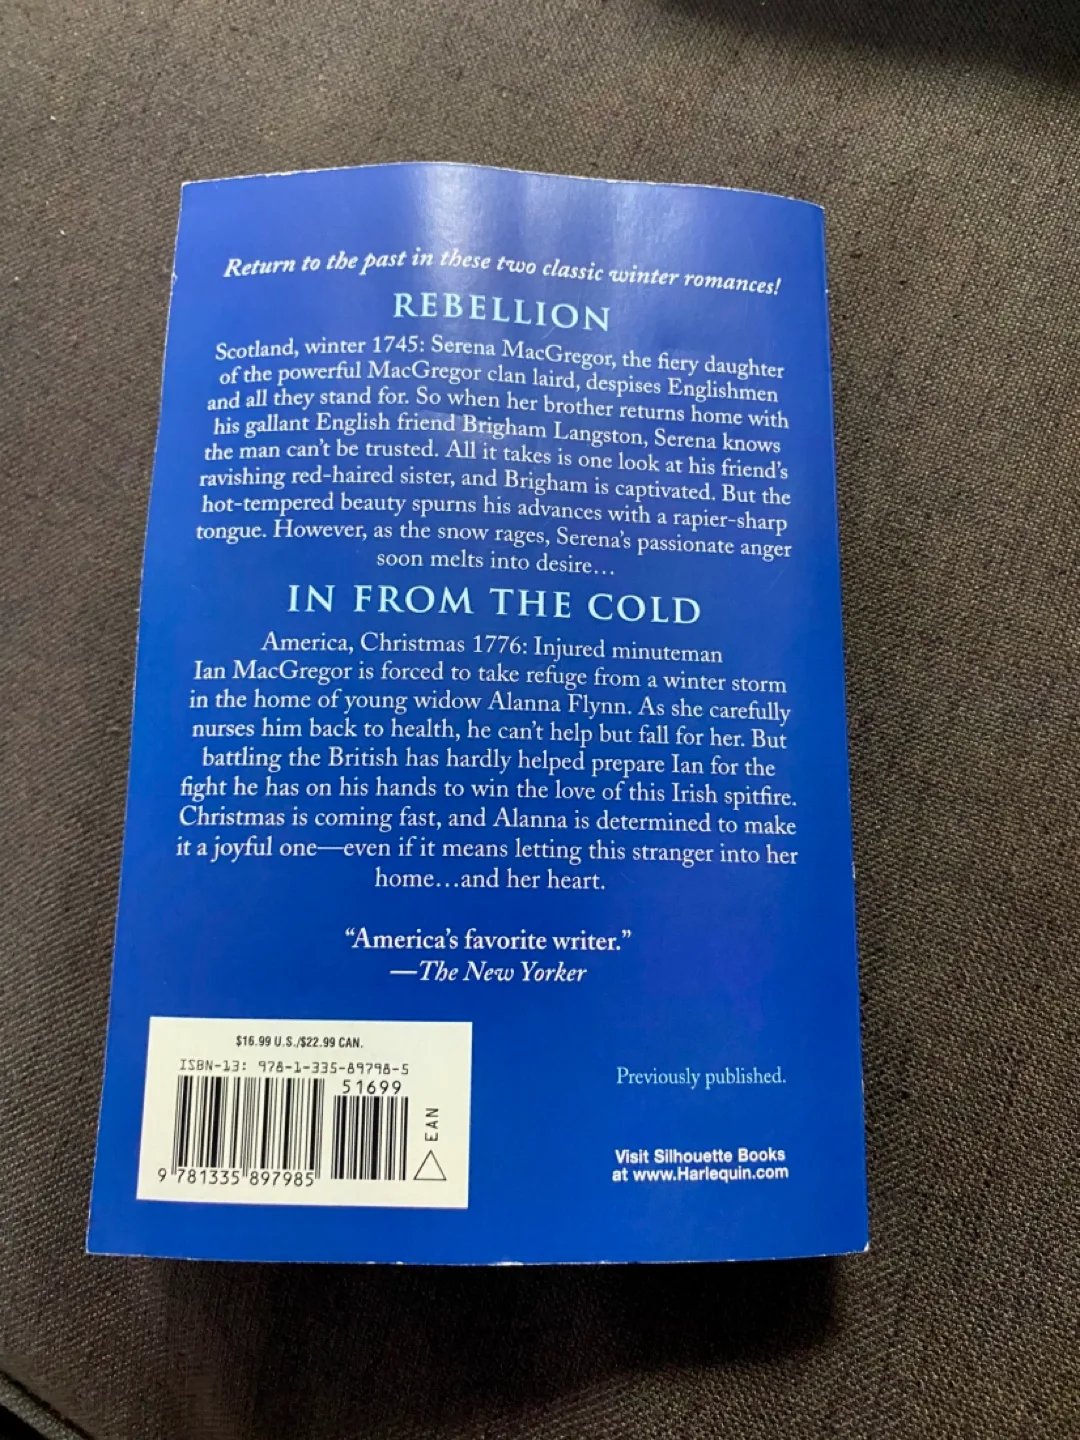 Return to the past in these two classic winter romances!
REBELLION
Scotland, winter 1745: Serena MacGregor, the fiery daughter
of the powerful MacGregor clan laird, despises Englishmen
and all they stand for. So when her brother returns home with
his gallant English friend Brigham Langston, Serena knows
the man can't be trusted. All it takes is one look at his friend's
ravishing red-haired sister, and Brigham is captivated. But the
hot-tempered beauty spurns his advances with a rapier-sharp
tongue. However, as the snow rages, Serena's passionate anger
soon melts into desire…
IN FROM THE COLD
America, Christmas 1776: Injured minuteman
Ian MacGregor is forced to take refuge from a winter storm
in the home of young widow Alanna Flynn. As she carefully
nurses him back to health, he can't help but fall for her. But
battling the British has hardly helped prepare Ian for the
fight he has on his hands to win the love of this Irish spitfire.
Christmas is coming fast, and Alanna is determined to make
it a joyful one—even if it means letting this stranger into her
home…and her heart.
"America's favorite writer."
—The New Yorker
$16.99 U.S./$22.99 CAN.
ISBN-13: 978-1-335-89798-5
51699
EAN
9 781335 897985
Previously published.
Visit Silhouette Books
at www.Harlequin.com